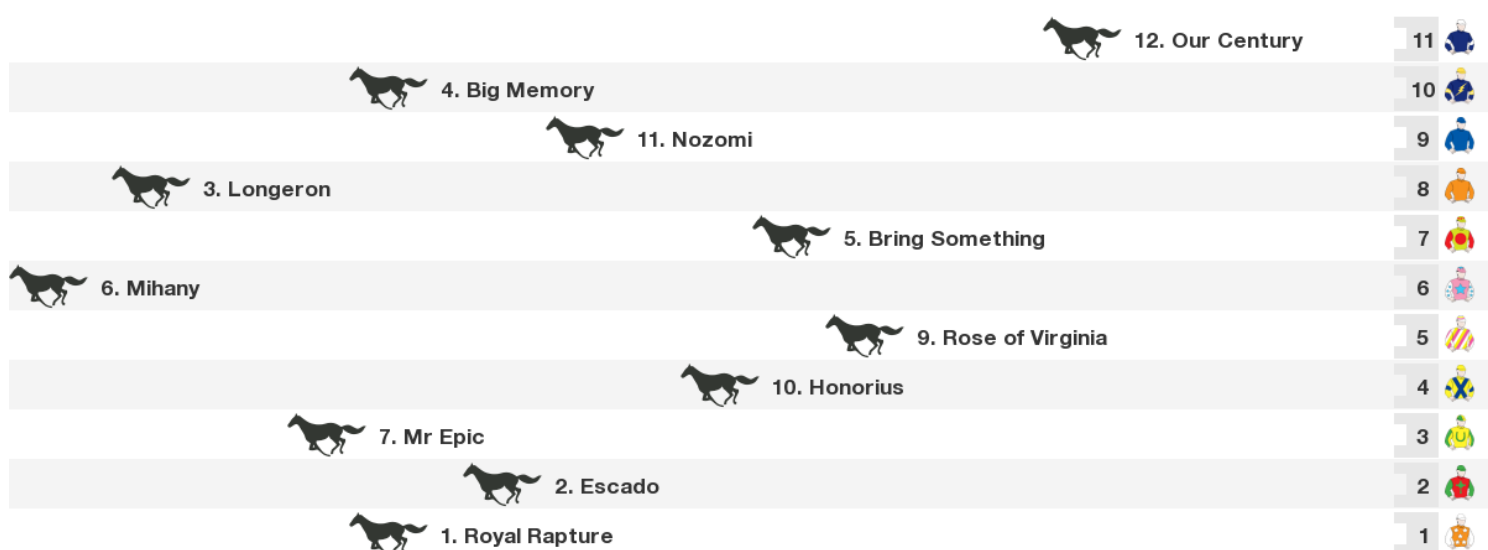 12. Our Century 11
4. Big Memory 10
11. Nozomi 9
3. Longeron 8
5. Bring Something 7
6. Mihany 6
9. Rose of Virginia 5
10. Honorius 4
7. Mr Epic 3
2. Escado 2
1. Royal Rapture 1